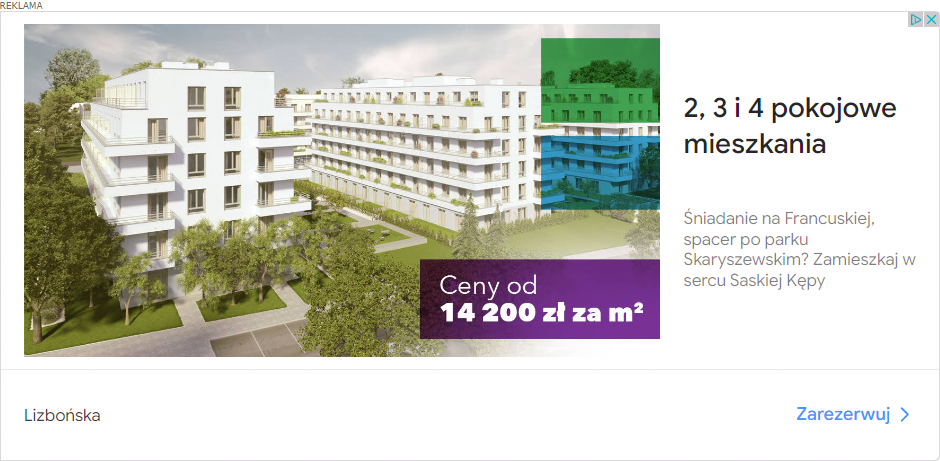 REKLAMA
2, 3 i 4 pokojowe
mieszkania
Śniadanie na Francuskiej,
spacer po parku
Skaryszewskim? Zamieszkaj w
sercu Saskiej Kępy
Ceny od
14 200 zł za m²
Lizbońska
Zarezerwuj